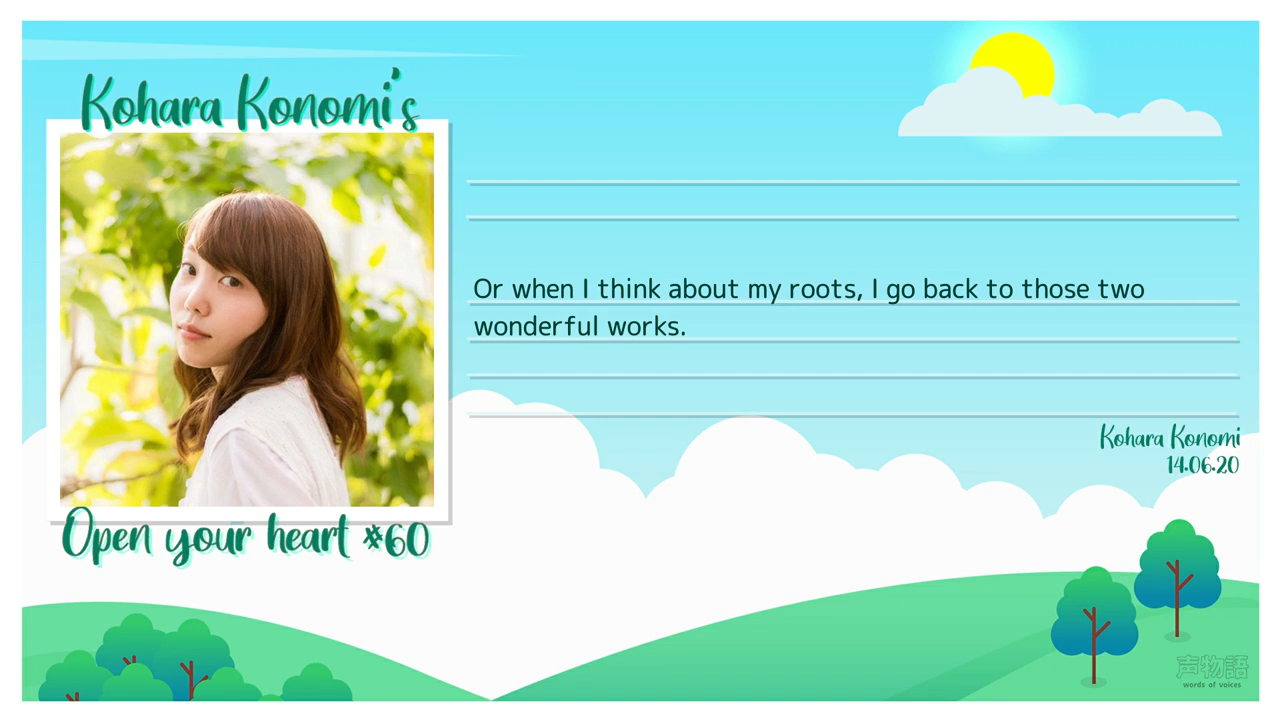 Kohara Konomi's
Or when I think about my roots, I go back to those two
wonderful works.
Kohara Konomi
14.06.20
Open your heart #60
声物語
words of voices